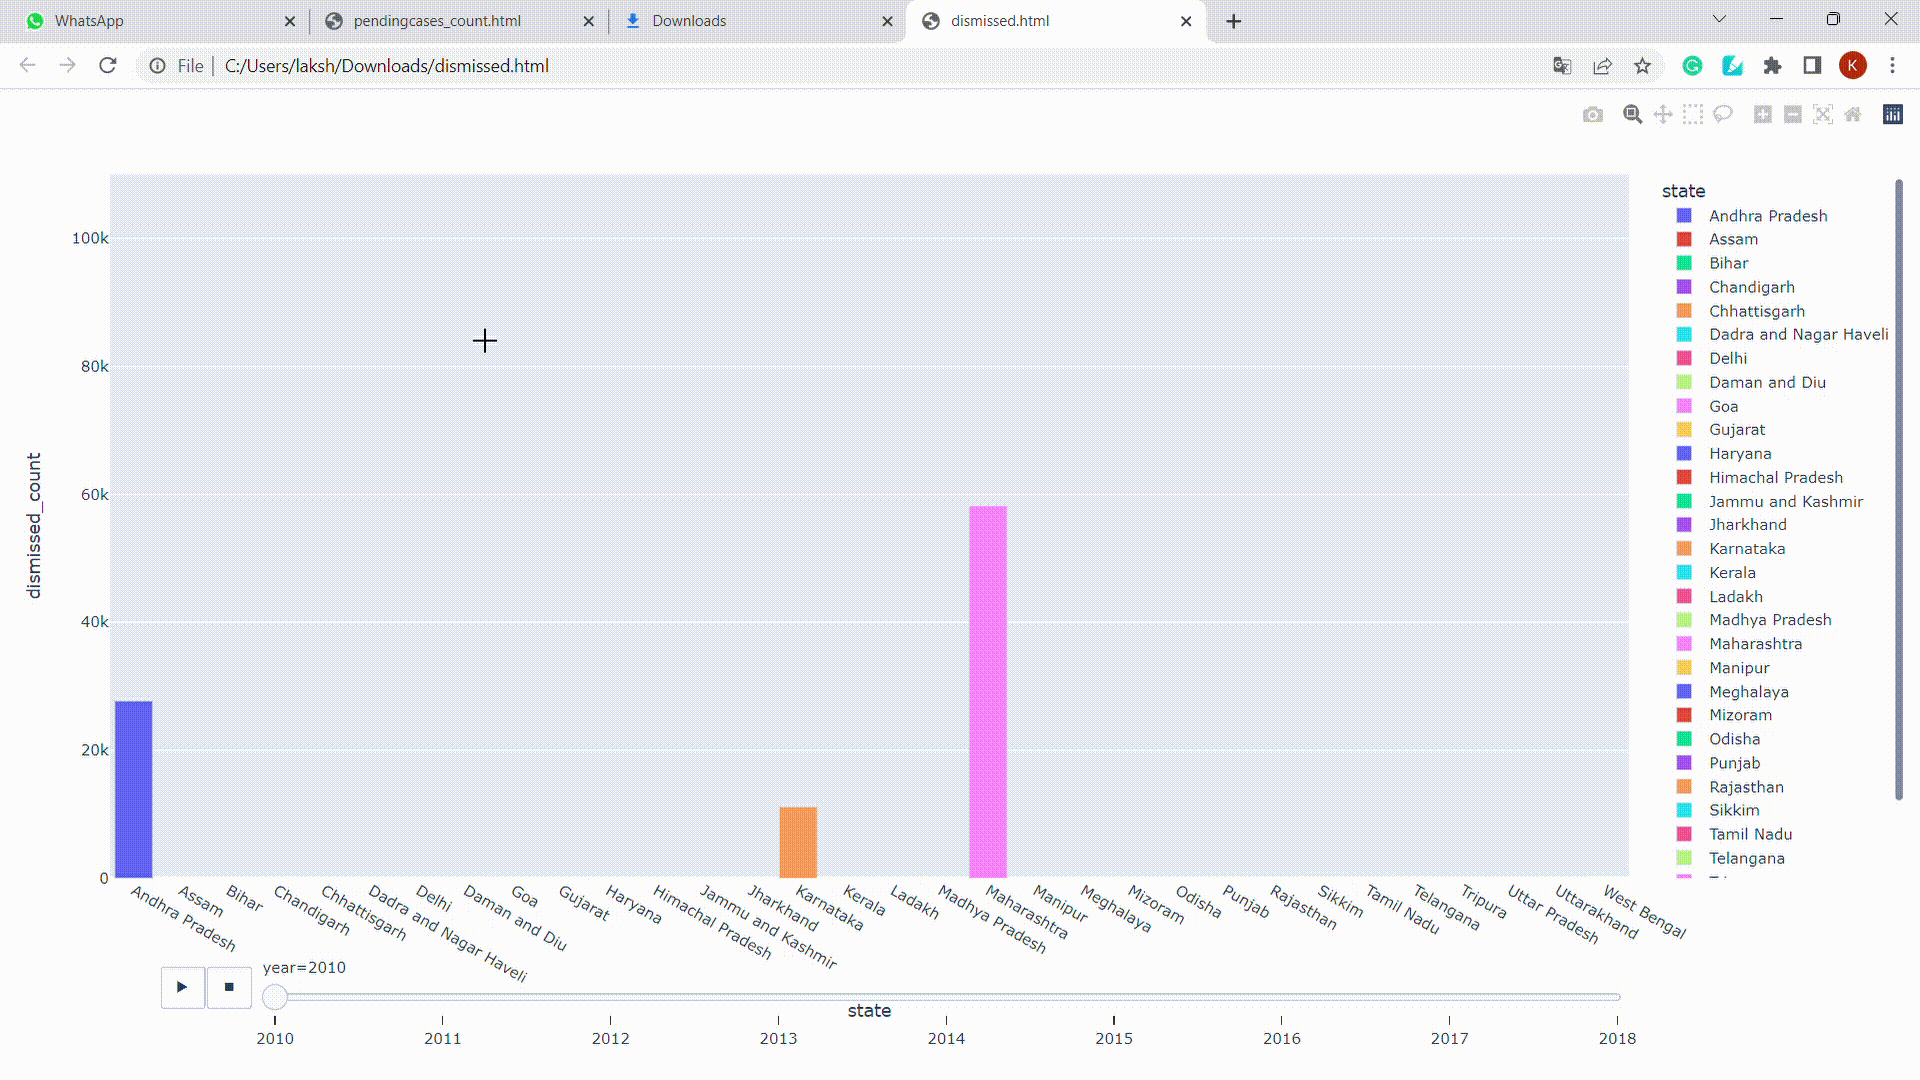 WhatsApp
pendingcases_count.html
Downloads
dismissed.html
File
C:/Users/laksh/Downloads/dismissed.html
K
100k
80k
60k
40k
20k
0
dismissed_count
state
Andhra Pradesh
Assam
Bihar
Chandigarh
Chhattisgarh
Dadra and Nagar Haveli
Delhi
Daman and Diu
Goa
Gujarat
Haryana
Himachal Pradesh
Jammu and Kashmir
Jharkhand
Karnataka
Kerala
Ladakh
Madhya Pradesh
Maharashtra
Manipur
Meghalaya
Mizoram
Odisha
Punjab
Rajasthan
Sikkim
Tamil Nadu
Telangana
Andhra Pradesh
Assam
Bihar
Chandigarh
Chhattisgarh
Dadra and Nagar Haveli
Delhi
Daman and Diu
Goa
Gujarat
Haryana
Himachal Pradesh
Jammu and Kashmir
Jharkhand
Karnataka
Kerala
Ladakh
Madhya Pradesh
Maharashtra
Manipur
Meghalaya
Mizoram
Odisha
Punjab
Rajasthan
Sikkim
Tamil Nadu
Telangana
Tripura
Uttar Pradesh
Uttarakhand
West Bengal
year=2010
state
2010
2011
2012
2013
2014
2015
2016
2017
2018